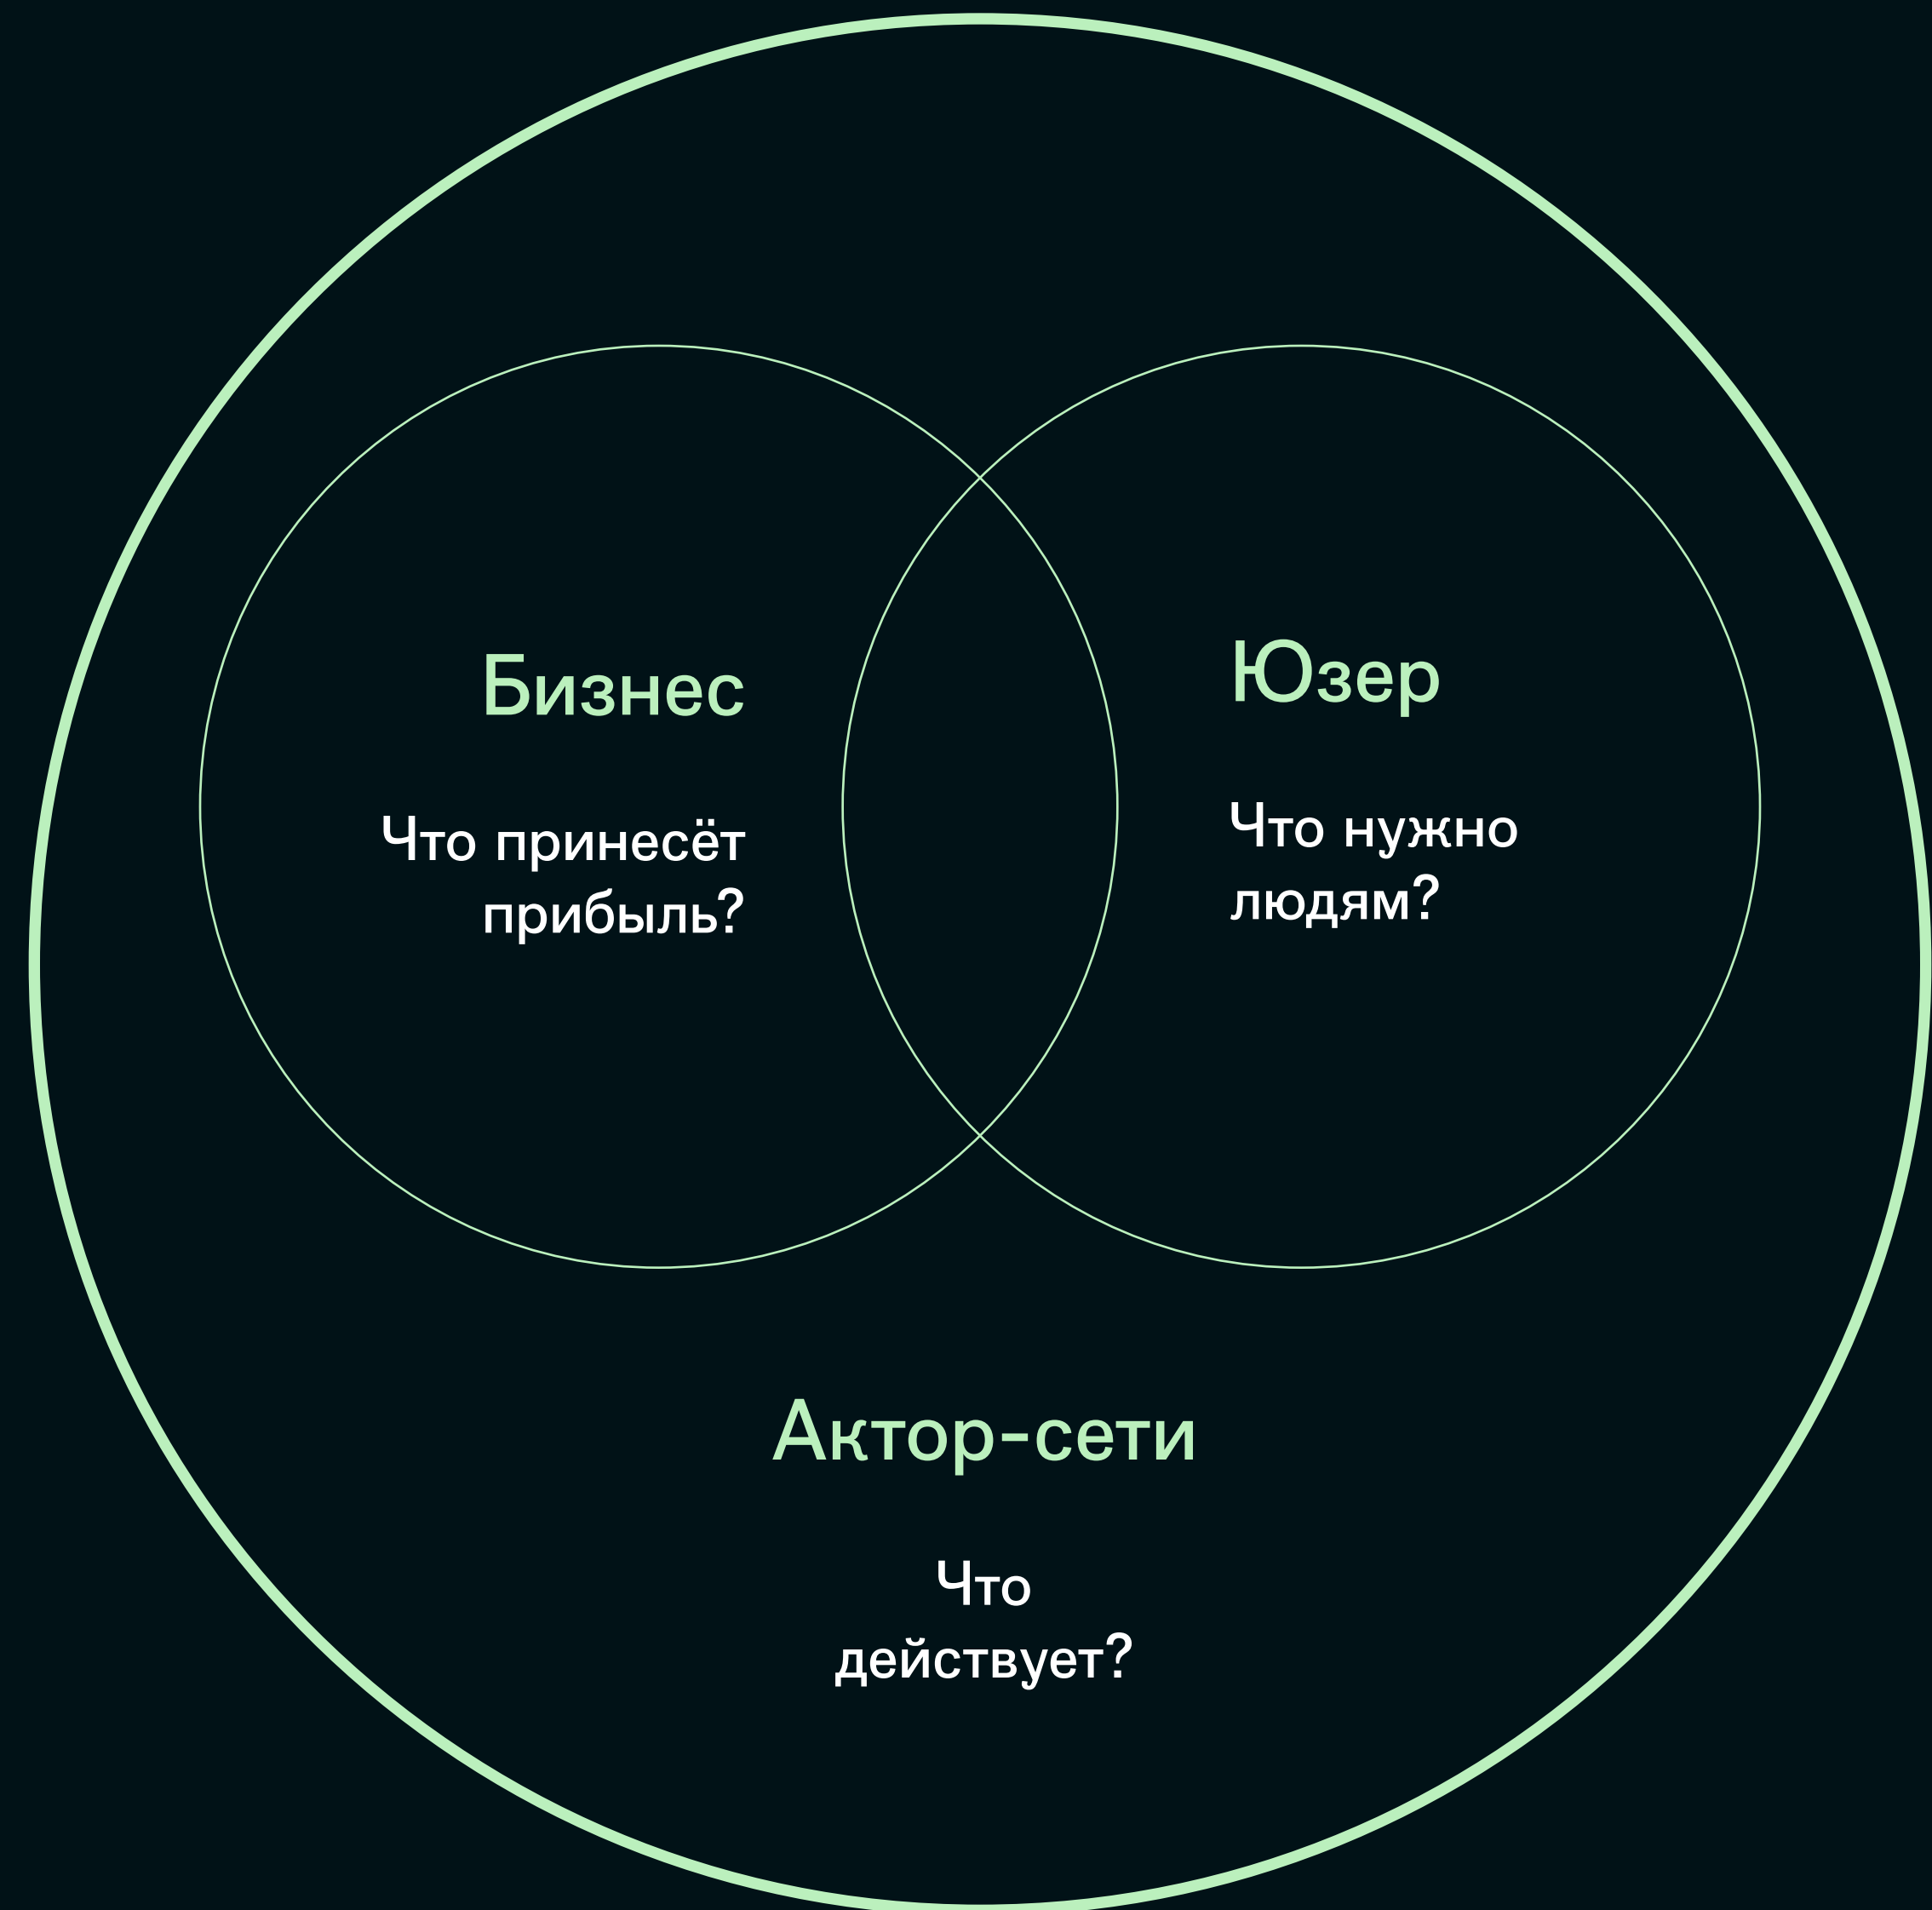 Бизнес
Что принесёт
прибыль?
Юзер
Что нужно
людям?
Актор-сети
Что
действует?